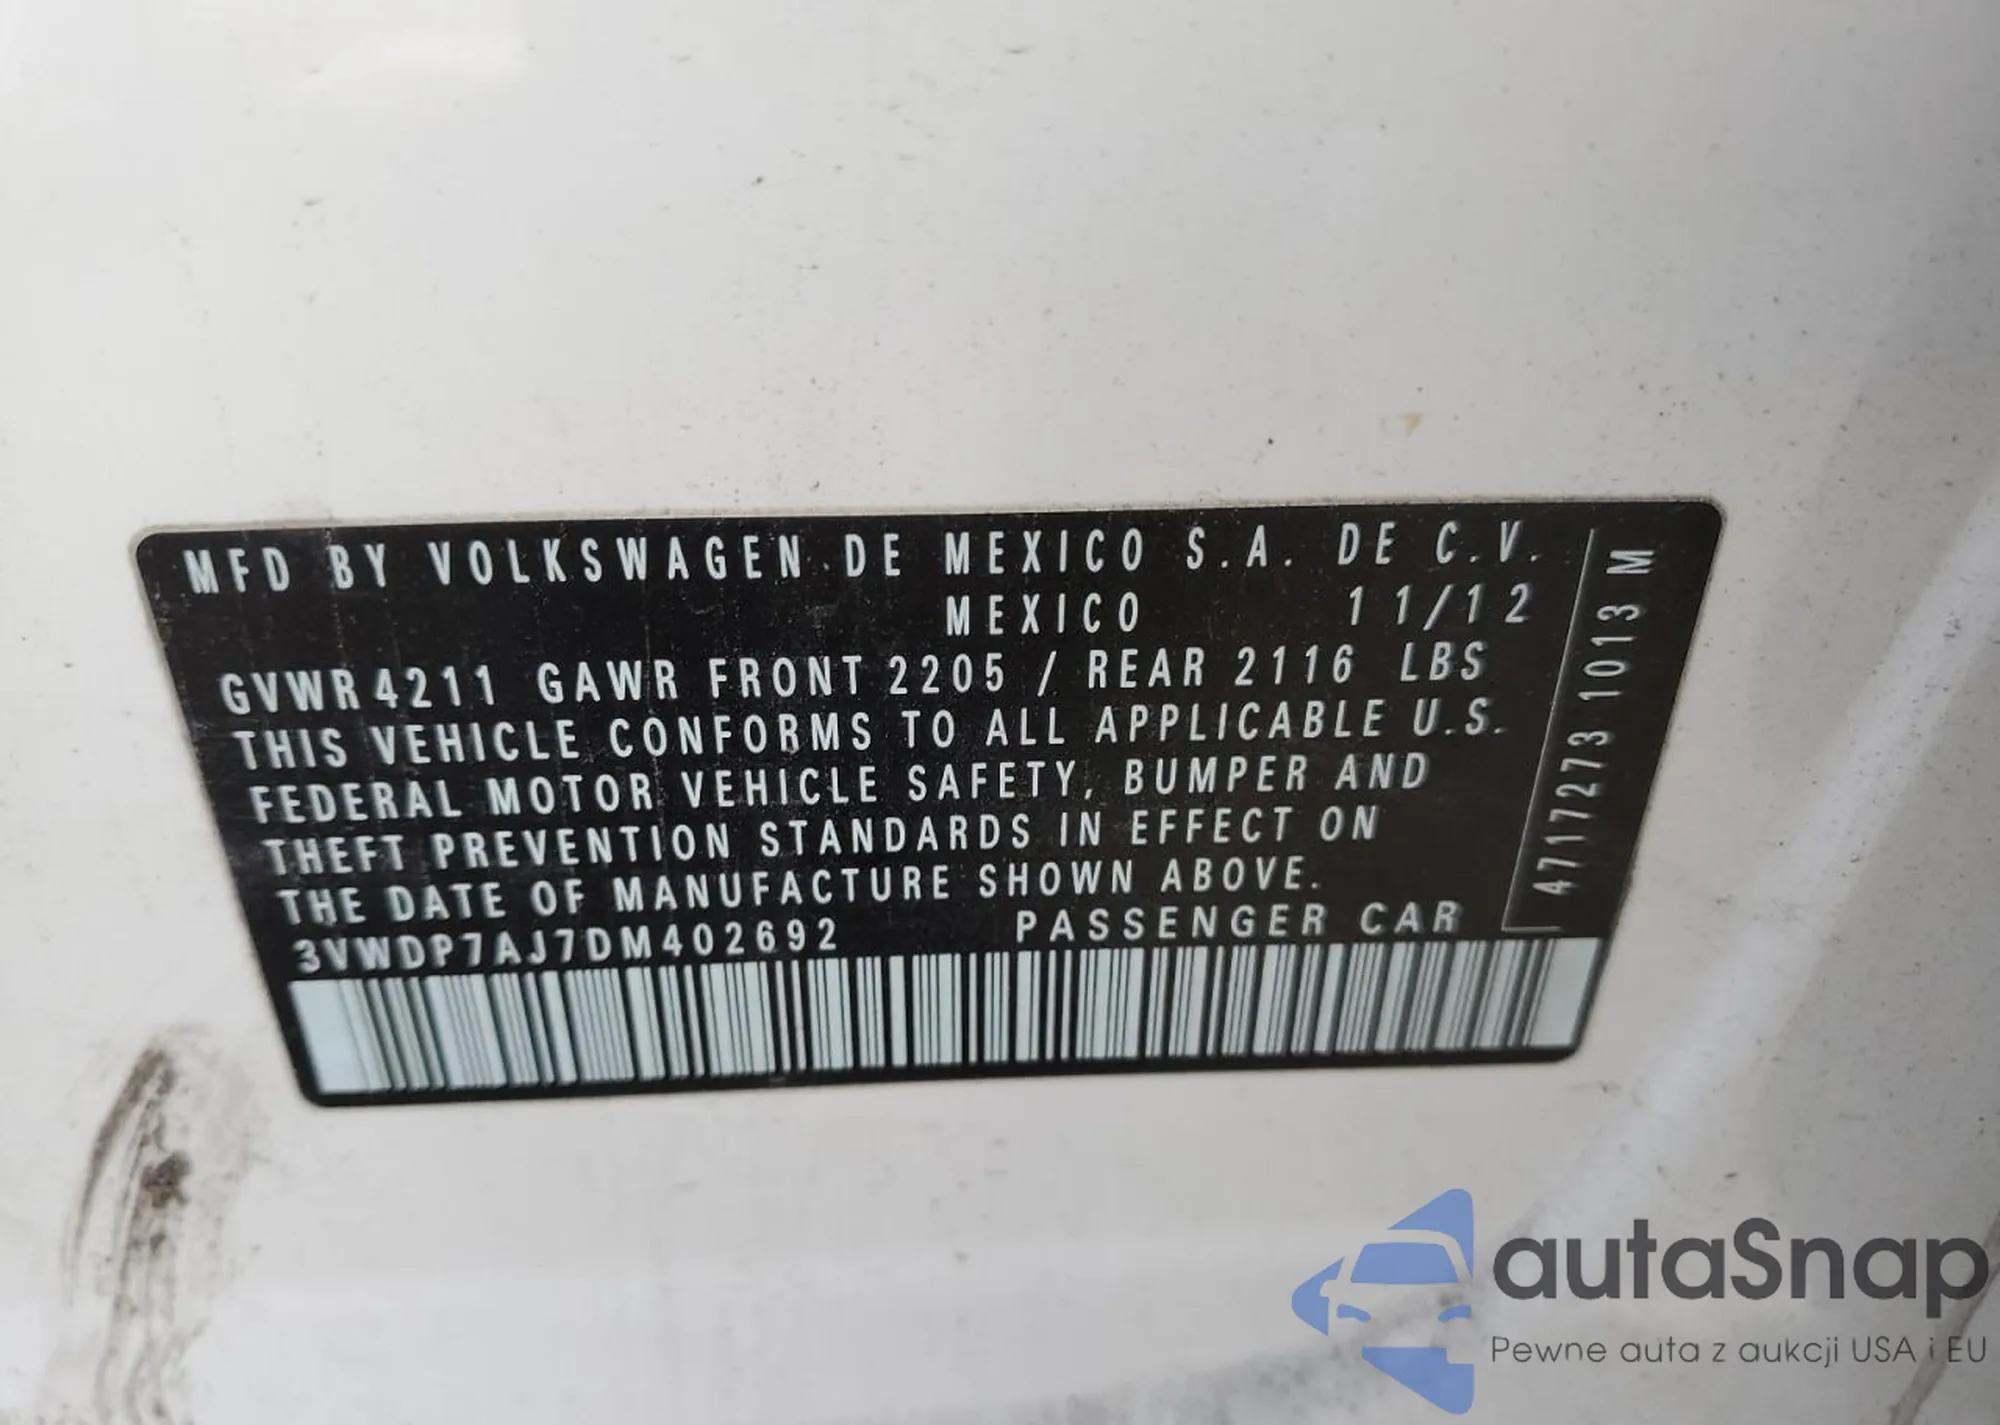 MFD BY VOLKSWAGEN DE MEXICO S.A. DE C.V.
MEXICO 11/12
GVWR 4211 GAWR FRONT 2205 / REAR 2116 LBS
THIS VEHICLE CONFORMS TO ALL APPLICABLE U.S.
FEDERAL MOTOR VEHICLE SAFETY, BUMPER AND
THEFT PREVENTION STANDARDS IN EFFECT ON
THE DATE OF MANUFACTURE SHOWN ABOVE.
3VWDP7AJ7DM402692 PASSENGER CAR
4717273 1013 M
autaSnap
Pewne auta z aukcji USA i EU